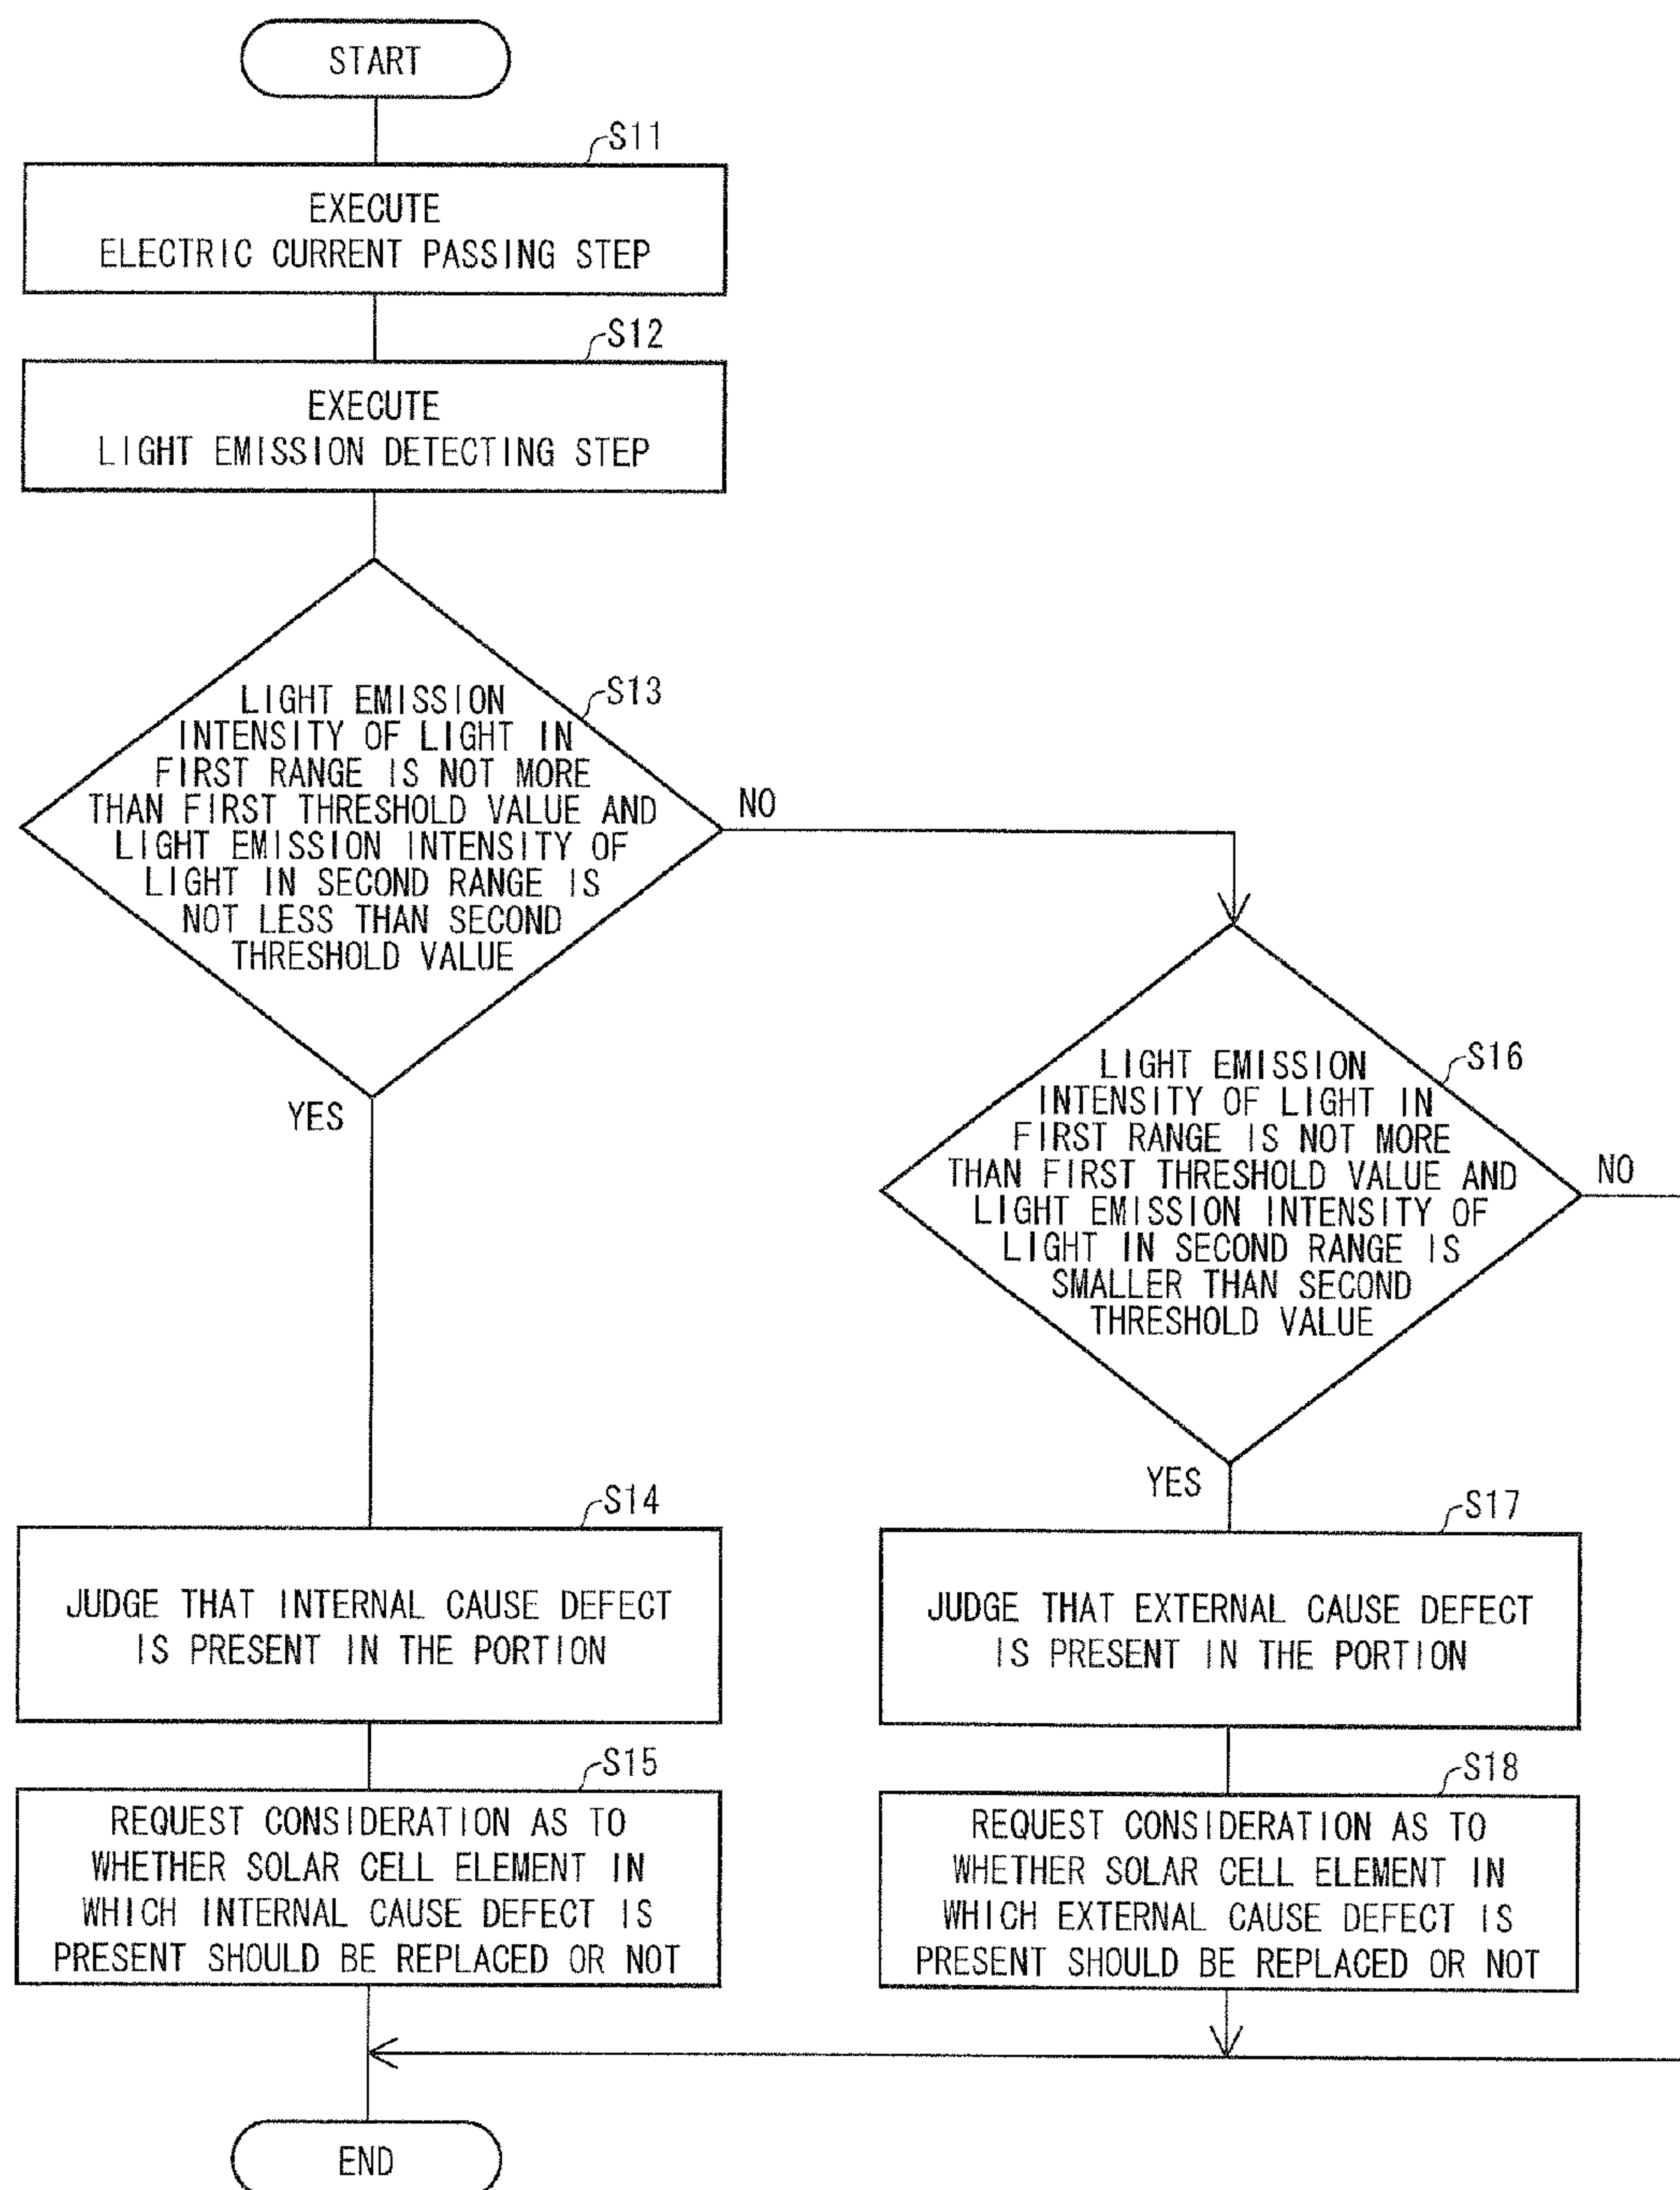 START
S11
EXECUTE
ELECTRIC CURRENT PASSING STEP
S12
EXECUTE
LIGHT EMISSION DETECTING STEP
S13
LIGHT EMISSION
INTENSITY OF LIGHT IN
FIRST RANGE IS NOT MORE
THAN FIRST THRESHOLD VALUE AND
LIGHT EMISSION INTENSITY OF
LIGHT IN SECOND RANGE IS
NOT LESS THAN SECOND
THRESHOLD VALUE
NO
YES
S16
LIGHT EMISSION
INTENSITY OF LIGHT IN
FIRST RANGE IS NOT MORE
THAN FIRST THRESHOLD VALUE AND
LIGHT EMISSION INTENSITY OF
LIGHT IN SECOND RANGE IS
SMALLER THAN SECOND
THRESHOLD VALUE
NO
YES
S14
JUDGE THAT INTERNAL CAUSE DEFECT
IS PRESENT IN THE PORTION
S17
JUDGE THAT EXTERNAL CAUSE DEFECT
IS PRESENT IN THE PORTION
S15
REQUEST CONSIDERATION AS TO
WHETHER SOLAR CELL ELEMENT IN
WHICH INTERNAL CAUSE DEFECT IS
PRESENT SHOULD BE REPLACED OR NOT
S18
REQUEST CONSIDERATION AS TO
WHETHER SOLAR CELL ELEMENT IN
WHICH EXTERNAL CAUSE DEFECT IS
PRESENT SHOULD BE REPLACED OR NOT
END